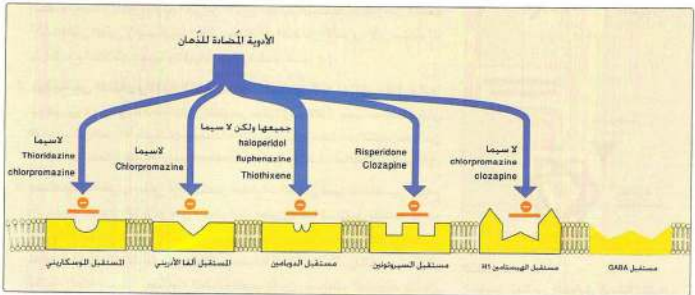 الأدوية المُضادة للذّهان
لاسيما
Thioridazine
chlorpromazine
لاسيما
Chlorpromazine
جميعها ولكن لا سيما
haloperidol
fluphenazine
Thiothixene
Risperidone
Clozapine
لا سيما
chlorpromazine
clozapine
المستقبل الموسكاريني
المستقبل ألفا الأدريني
مستقبل الدوبامين
مستقبل السيروتونين
مستقبل الهيستامين H1
مستقبل GABA